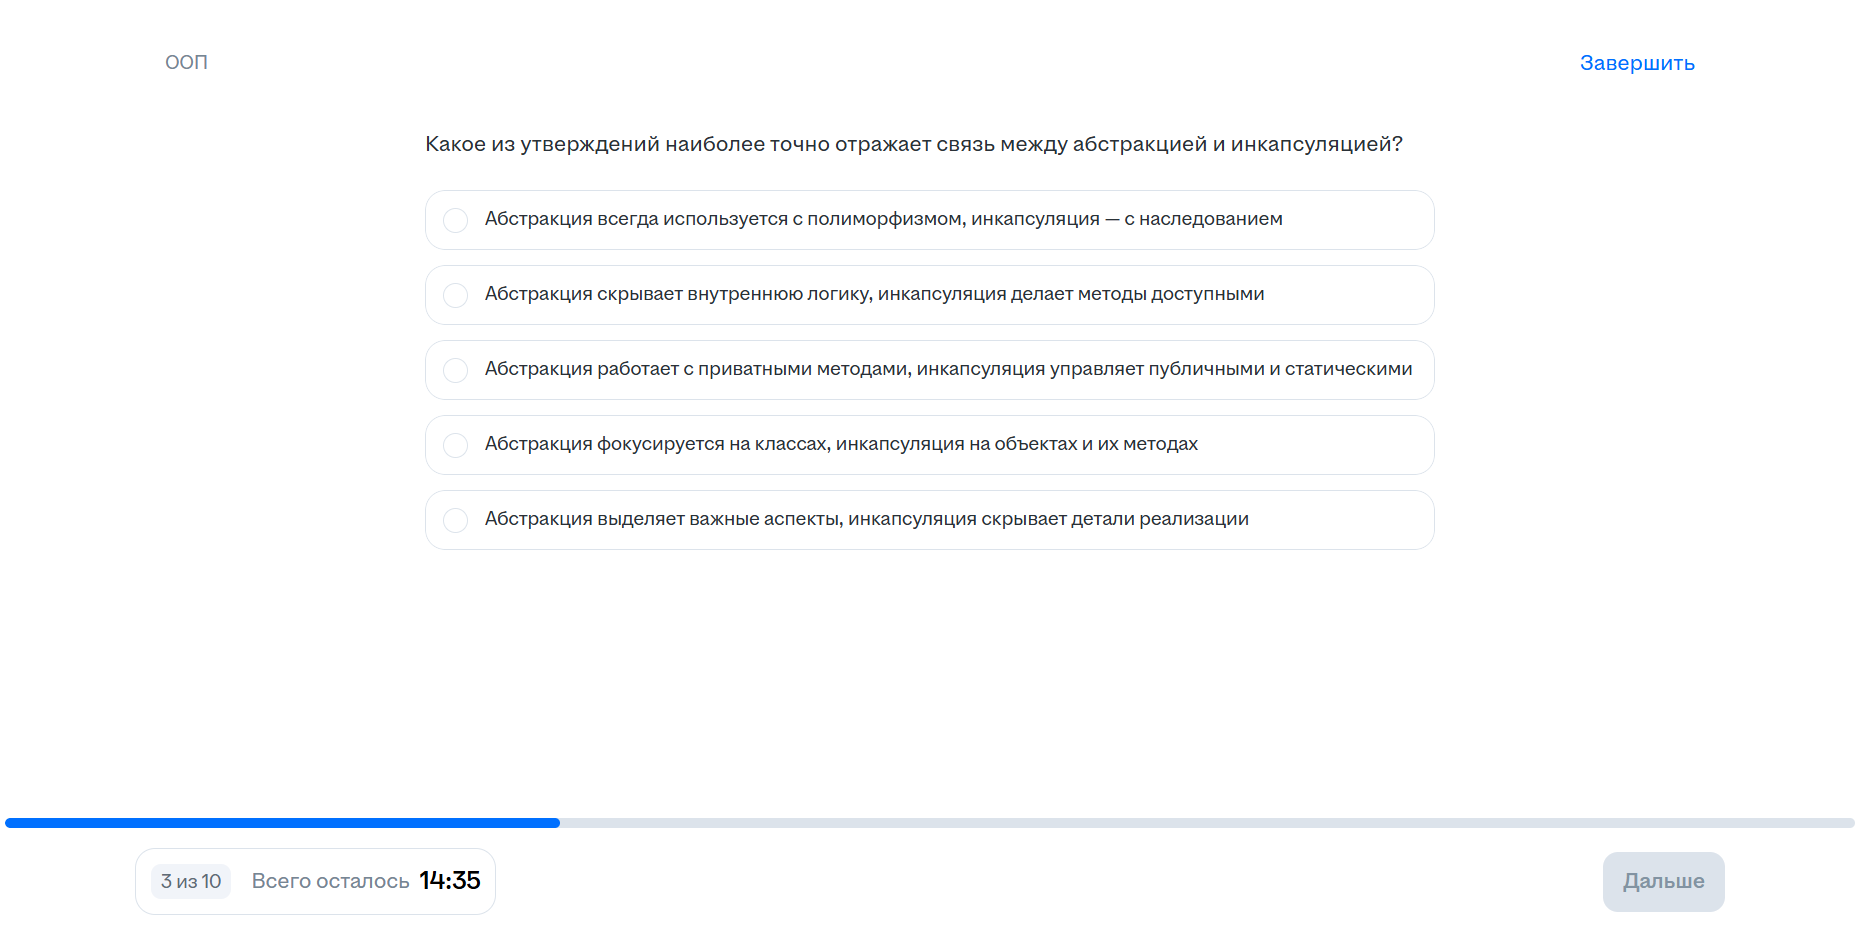 ООП
Завершить
Какое из утверждений наиболее точно отражает связь между абстракцией и инкапсуляцией?
Абстракция всегда используется с полиморфизмом, инкапсуляция — с наследованием
Абстракция скрывает внутреннюю логику, инкапсуляция делает методы доступными
Абстракция работает с приватными методами, инкапсуляция управляет публичными и статическими
Абстракция фокусируется на классах, инкапсуляция на объектах и их методах
Абстракция выделяет важные аспекты, инкапсуляция скрывает детали реализации
3 из 10 Всего осталось 14:35
Дальше